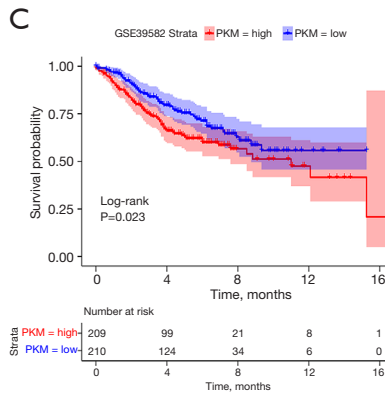 C
GSE39582 Strata PKM = high PKM = low
Survival probability
1.00
0.75
0.50
0.25
0.00
Log-rank
P=0.023
0 4 8 12 16
Time, months
Number at risk
Strata
PKM = high 209 99 21 8 1
PKM = low 210 124 34 6 0
0 4 8 12 16
Time, months